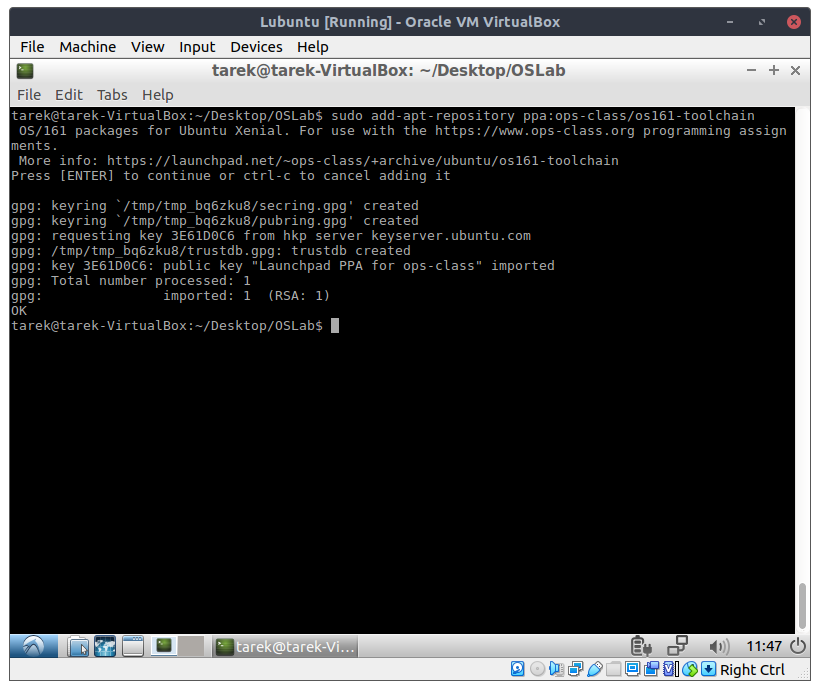 Lubuntu [Running] - Oracle VM VirtualBox
File Machine View Input Devices Help
tarek@tarek-VirtualBox: ~/Desktop/OSLab
File Edit Tabs Help
tarek@tarek-VirtualBox:~/Desktop/OSLab$ sudo add-apt-repository ppa:ops-class/os161-toolchain
 OS/161 packages for Ubuntu Xenial. For use with the https://www.ops-class.org programming assign
ments.
 More info: https://launchpad.net/~ops-class/+archive/ubuntu/os161-toolchain
Press [ENTER] to continue or ctrl-c to cancel adding it
gpg: keyring `/tmp/tmp_bq6zku8/secring.gpg' created
gpg: keyring `/tmp/tmp_bq6zku8/pubring.gpg' created
gpg: requesting key 3E61D0C6 from hkp server keyserver.ubuntu.com
gpg: /tmp/tmp_bq6zku8/trustdb.gpg: trustdb created
gpg: key 3E61D0C6: public key "Launchpad PPA for ops-class" imported
gpg: Total number processed: 1
gpg:               imported: 1  (RSA: 1)
OK
tarek@tarek-VirtualBox:~/Desktop/OSLab$
tarek@tarek-Vi... 11:47
Right Ctrl